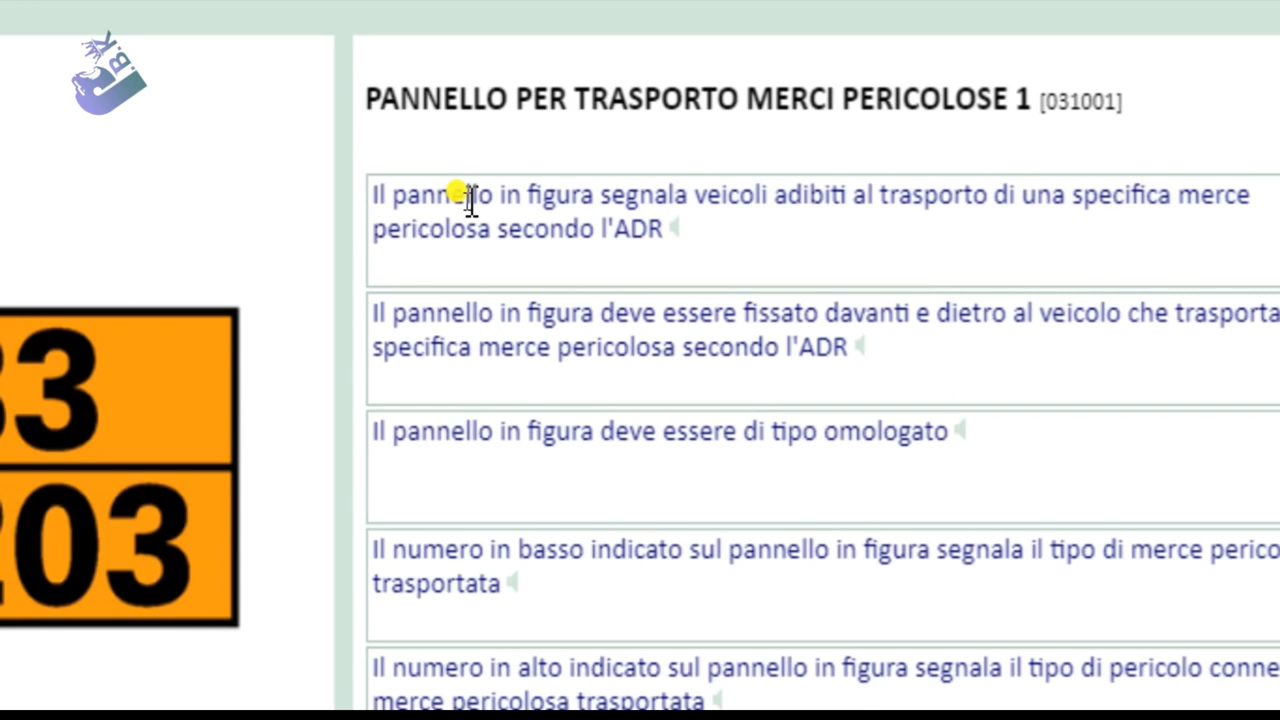 J.B.K
PANNELLO PER TRASPORTO MERCI PERICOLOSE 1 [031001]
Il pannello in figura segnala veicoli adibiti al trasporto di una specifica merce
pericolosa secondo l'ADR
Il pannello in figura deve essere fissato davanti e dietro al veicolo che trasporta
specifica merce pericolosa secondo l'ADR
33
203
Il pannello in figura deve essere di tipo omologato
Il numero in basso indicato sul pannello in figura segnala il tipo di merce perico
trasportata
Il numero in alto indicato sul pannello in figura segnala il tipo di pericolo conne
merce pericolosa trasportata